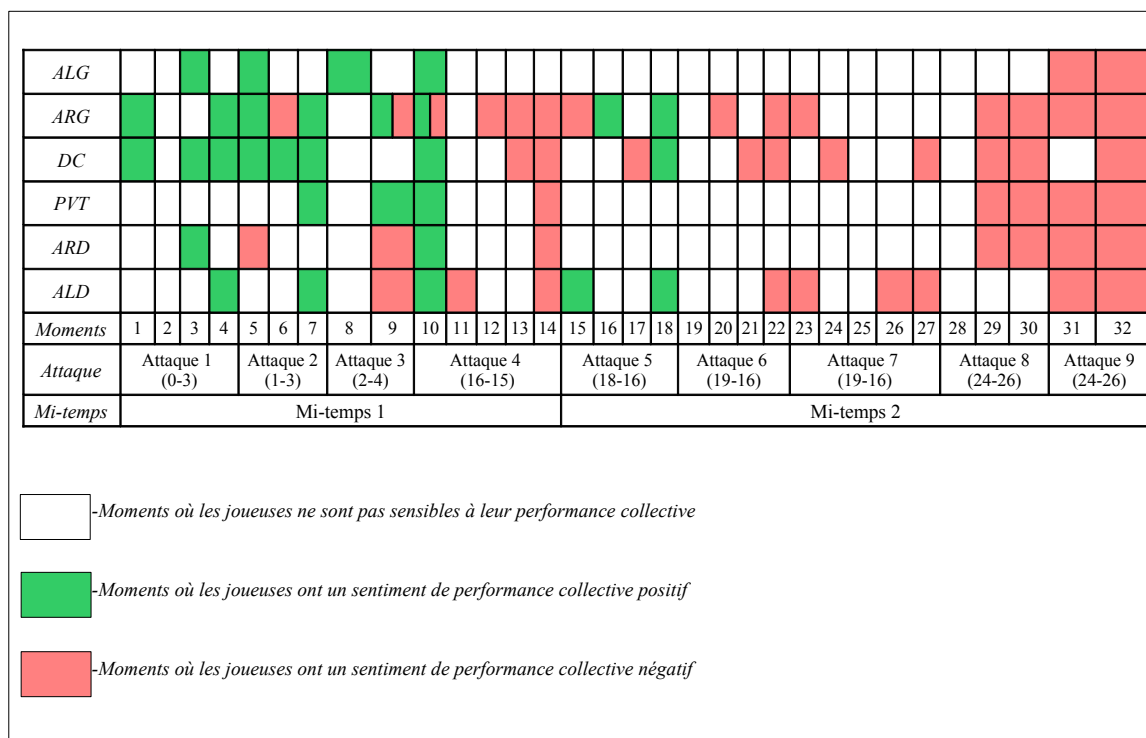 ALG
ARG
DC
PVT
ARD
ALD
Moments 1 2 3 4 5 6 7 8 9 10 11 12 13 14 15 16 17 18 19 20 21 22 23 24 25 26 27 28 29 30 31 32
Attaque Attaque 1 (0-3) Attaque 2 (1-3) Attaque 3 (2-4) Attaque 4 (16-15) Attaque 5 (18-16) Attaque 6 (19-16) Attaque 7 (19-16) Attaque 8 (24-26) Attaque 9 (24-26)
Mi-temps Mi-temps 1 Mi-temps 2
-Moments où les joueuses ne sont pas sensibles à leur performance collective
-Moments où les joueuses ont un sentiment de performance collective positif
-Moments où les joueuses ont un sentiment de performance collective négatif